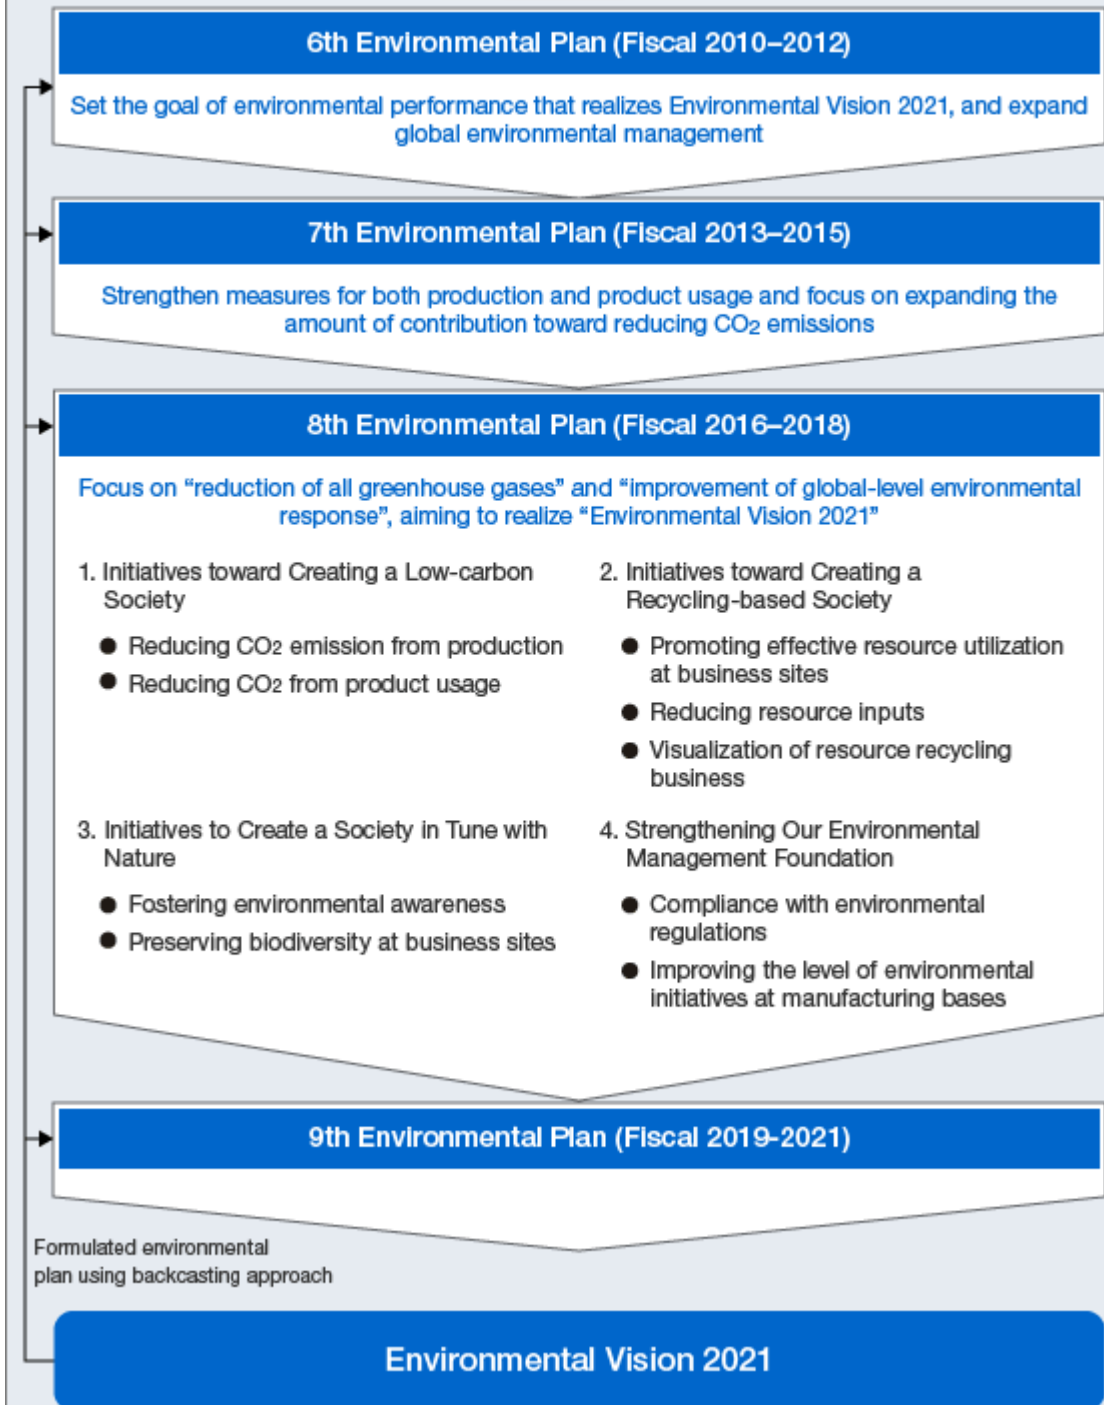 6th Environmental Plan (Fiscal 2010–2012)
Set the goal of environmental performance that realizes Environmental Vision 2021, and expand
global environmental management
7th Environmental Plan (Fiscal 2013–2015)
Strengthen measures for both production and product usage and focus on expanding the
amount of contribution toward reducing CO2 emissions
8th Environmental Plan (Fiscal 2016–2018)
Focus on “reduction of all greenhouse gases” and “improvement of global-level environmental
response”, aiming to realize “Environmental Vision 2021”
1. Initiatives toward Creating a Low-carbon
Society
● Reducing CO2 emission from production
● Reducing CO2 from product usage
2. Initiatives toward Creating a
Recycling-based Society
● Promoting effective resource utilization
at business sites
● Reducing resource inputs
● Visualization of resource recycling
business
3. Initiatives to Create a Society in Tune with
Nature
● Fostering environmental awareness
● Preserving biodiversity at business sites
4. Strengthening Our Environmental
Management Foundation
● Compliance with environmental
regulations
● Improving the level of environmental
initiatives at manufacturing bases
9th Environmental Plan (Fiscal 2019-2021)
Formulated environmental
plan using backcasting approach
Environmental Vision 2021